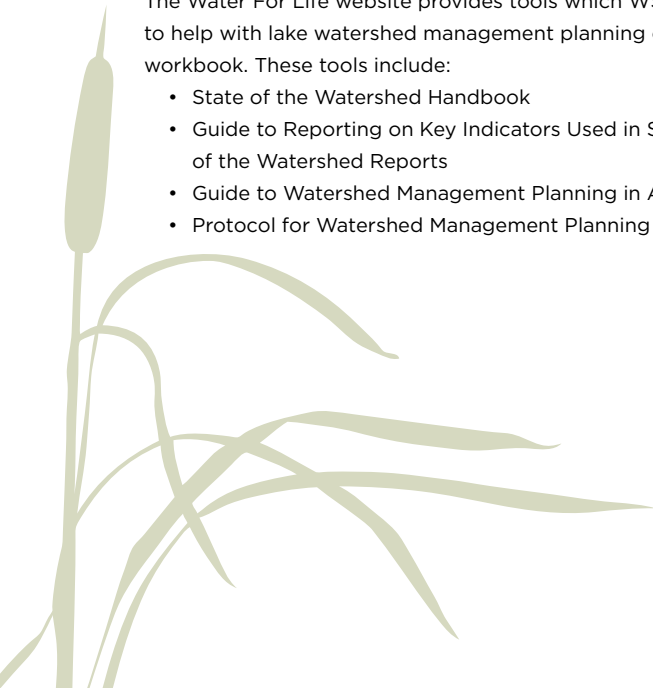 The Water For Life website provides tools which
to help with lake watershed management planning
workbook. These tools include:
• State of the Watershed Handbook
• Guide to Reporting on Key Indicators Used in
of the Watershed Reports
• Guide to Watershed Management Planning in
• Protocol for Watershed Management Planning